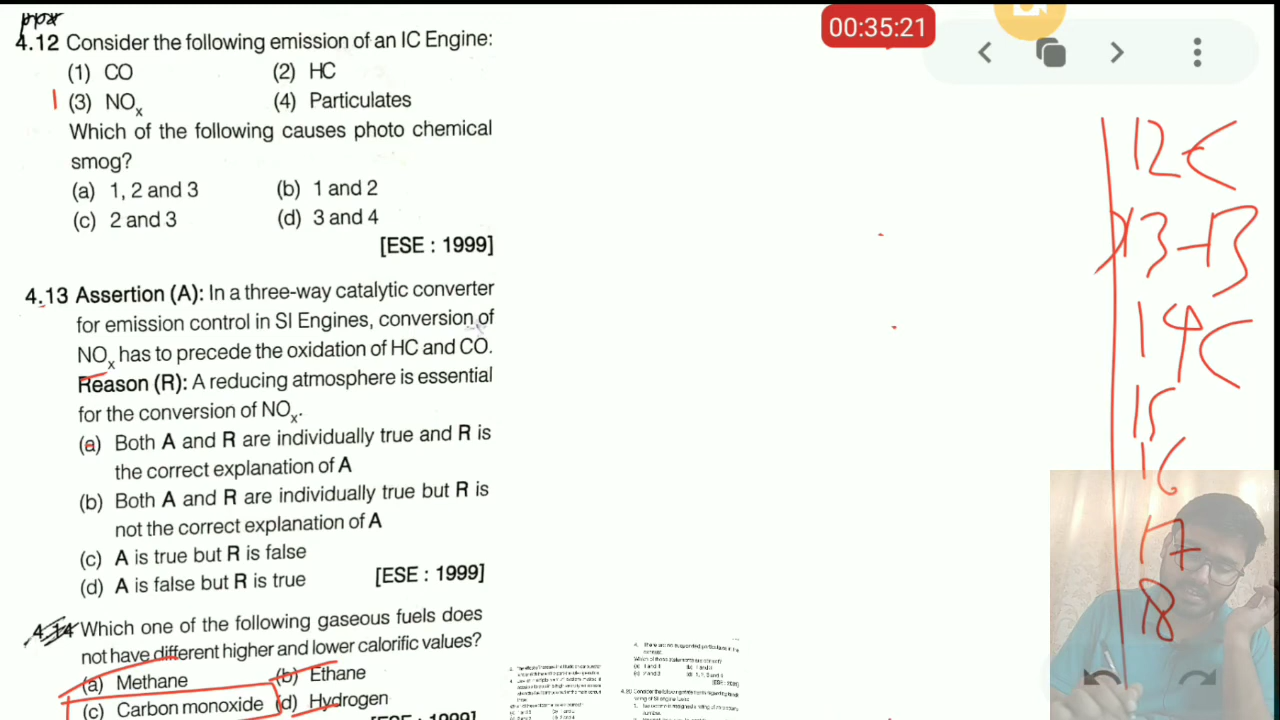 ppx
00:35:21
4.12 Consider the following emission of an IC Engine:
(1) CO (2) HC
1 (3) NOx (4) Particulates
Which of the following causes photo chemical
smog?
(a) 1, 2 and 3 (b) 1 and 2
(c) 2 and 3 (d) 3 and 4
[ESE : 1999]
4.13 Assertion (A): In a three-way catalytic converter
for emission control in SI Engines, conversion of
NOx has to precede the oxidation of HC and CO.
Reason (R): A reducing atmosphere is essential
for the conversion of NOx.
(a) Both A and R are individually true and R is
the correct explanation of A
(b) Both A and R are individually true but R is
not the correct explanation of A
(c) A is true but R is false
(d) A is false but R is true [ESE : 1999]
4.14 Which one of the following gaseous fuels does
not have different higher and lower calorific values?
(a) Methane (b) Ethane
(c) Carbon monoxide (d) Hydrogen
[ESE : 1999]
12 C
13 - B
14 C
15
16
17
18